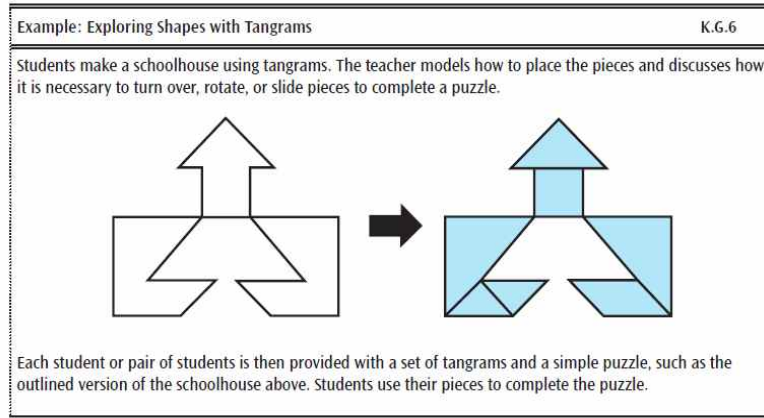 Example: Exploring Shapes with Tangrams K.G.6
Students make a schoolhouse using tangrams. The teacher models how to place the pieces and discusses how
it is necessary to turn over, rotate, or slide pieces to complete a puzzle.
Each student or pair of students is then provided with a set of tangrams and a simple puzzle, such as the
outlined version of the schoolhouse above. Students use their pieces to complete the puzzle.